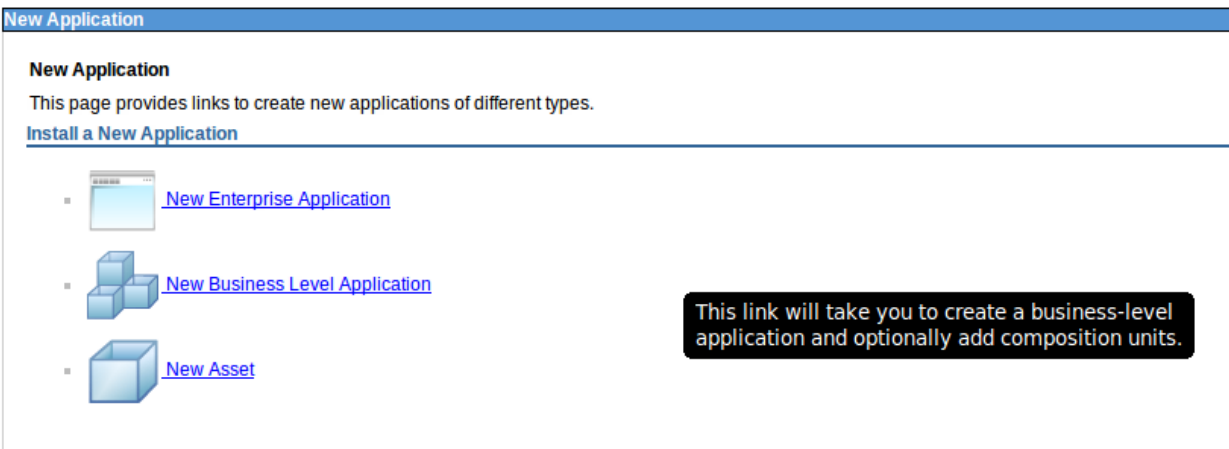 New Application
New Application
This page provides links to create new applications of different types.
Install a New Application
New Enterprise Application
New Business Level Application
This link will take you to create a business-level
application and optionally add composition units.
New Asset